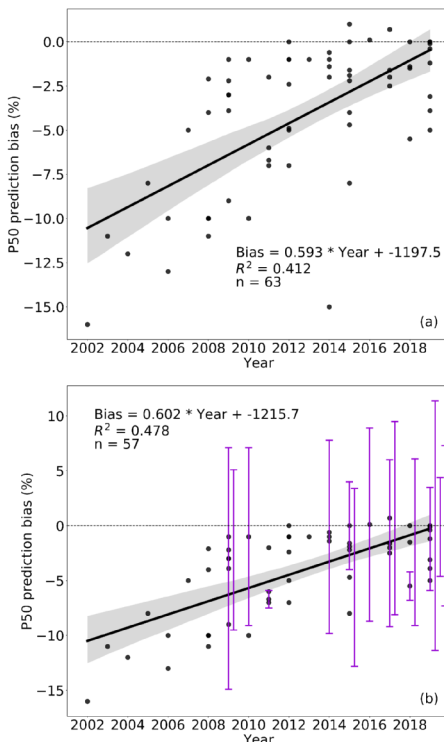 0.0
−2.5
−5.0
−7.5
−10.0
−12.5
−15.0
P50 prediction bias (%)
Bias = 0.593 * Year + -1197.5
R² = 0.412
n = 63
(a)
2002 2004 2006 2008 2010 2012 2014 2016 2018
Year
Bias = 0.602 * Year + -1215.7
R² = 0.478
n = 57
10
5
0
−5
−10
−15
P50 prediction bias (%)
(b)
2002 2004 2006 2008 2010 2012 2014 2016 2018
Year